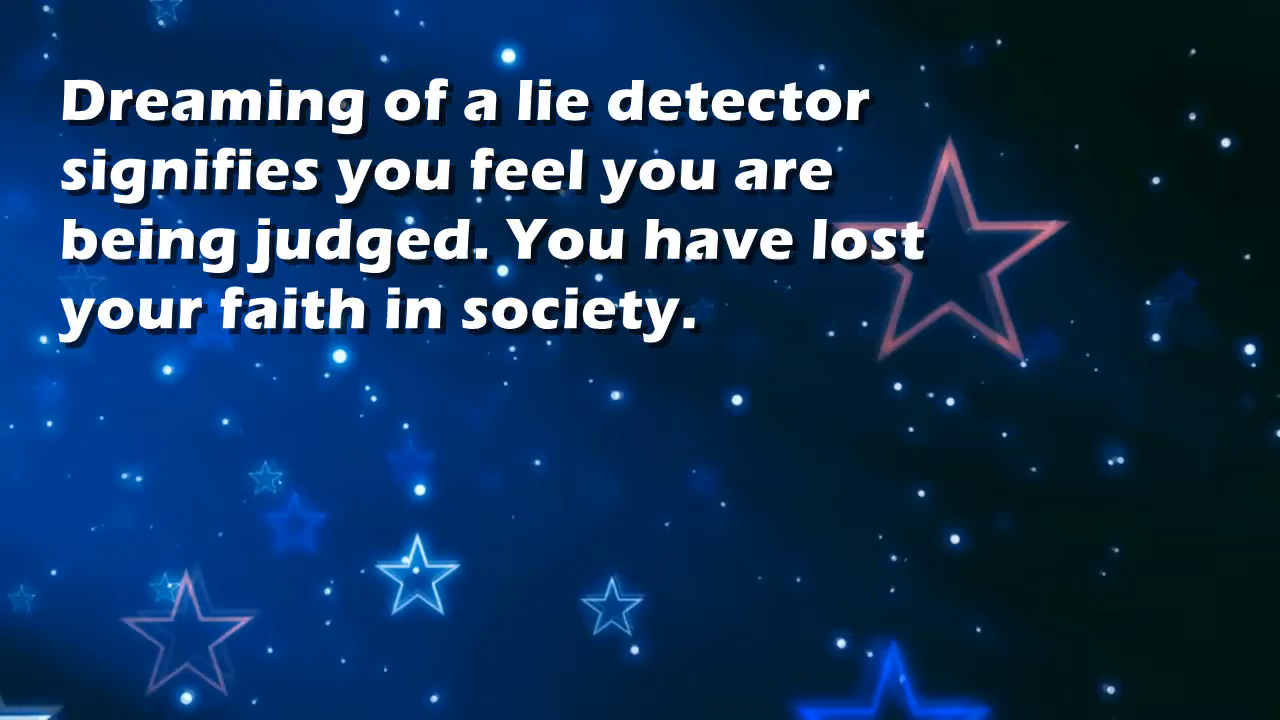 Dreaming of a lie detector
signifies you feel you are
being judged. You have lost
your faith in society.